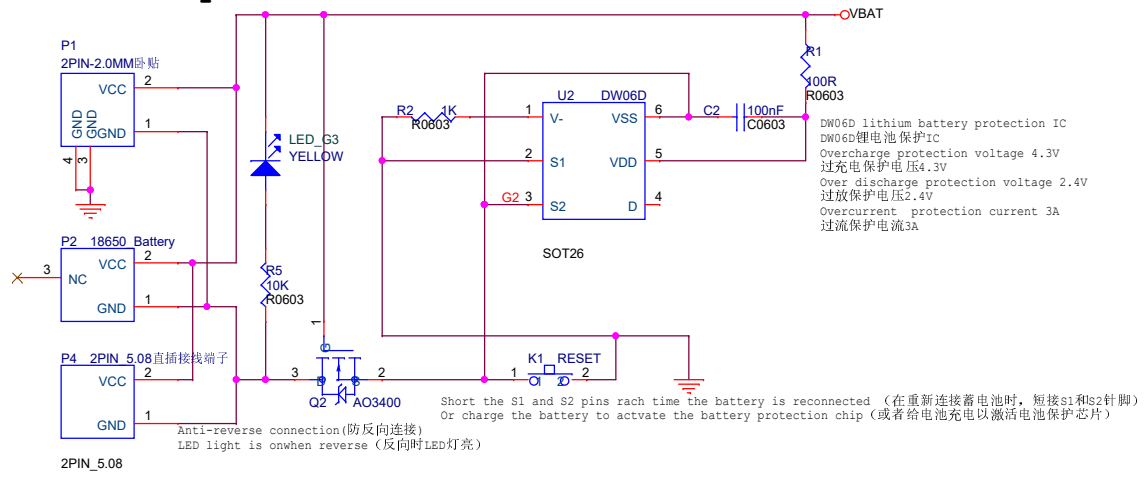 VBAT
P1
2PIN-2.0MM卧贴
VCC 2
GND
GND
GND 1
4
3
LED_G3
YELLOW
R1
100R
R0603
R2 1K
R0603
U2 DW06D
1 V- VSS 6
2 S1 VDD 5
G2 3 S2 D 4
SOT26
C2 100nF
C0603
DW06D lithium battery protection IC
DW06D锂电池保护IC
Overcharge protection voltage 4.3V
过充电保护电压4.3V
Over discharge protection voltage 2.4V
过放保护电压2.4V
Overcurrent protection current 3A
过流保护电流3A
P2 18650_Battery
VCC 2
3 NC
GND 1
R5
10K
R0603
P4 2PIN_5.08直插接线端子
VCC 2
GND 1
2PIN_5.08
1
G
3 D S 2
Q2 AO3400
K1 RESET
1 1 2 2
Short the S1 and S2 pins rach time the battery is reconnected （在重新连接蓄电池时, 短接S1和S2针脚）
Or charge the battery to actvate the battery protection chip（或者给电池充电以激活电池保护芯片）
Anti-reverse connection(防反向连接)
LED light is onwhen reverse（反向时LED灯亮）